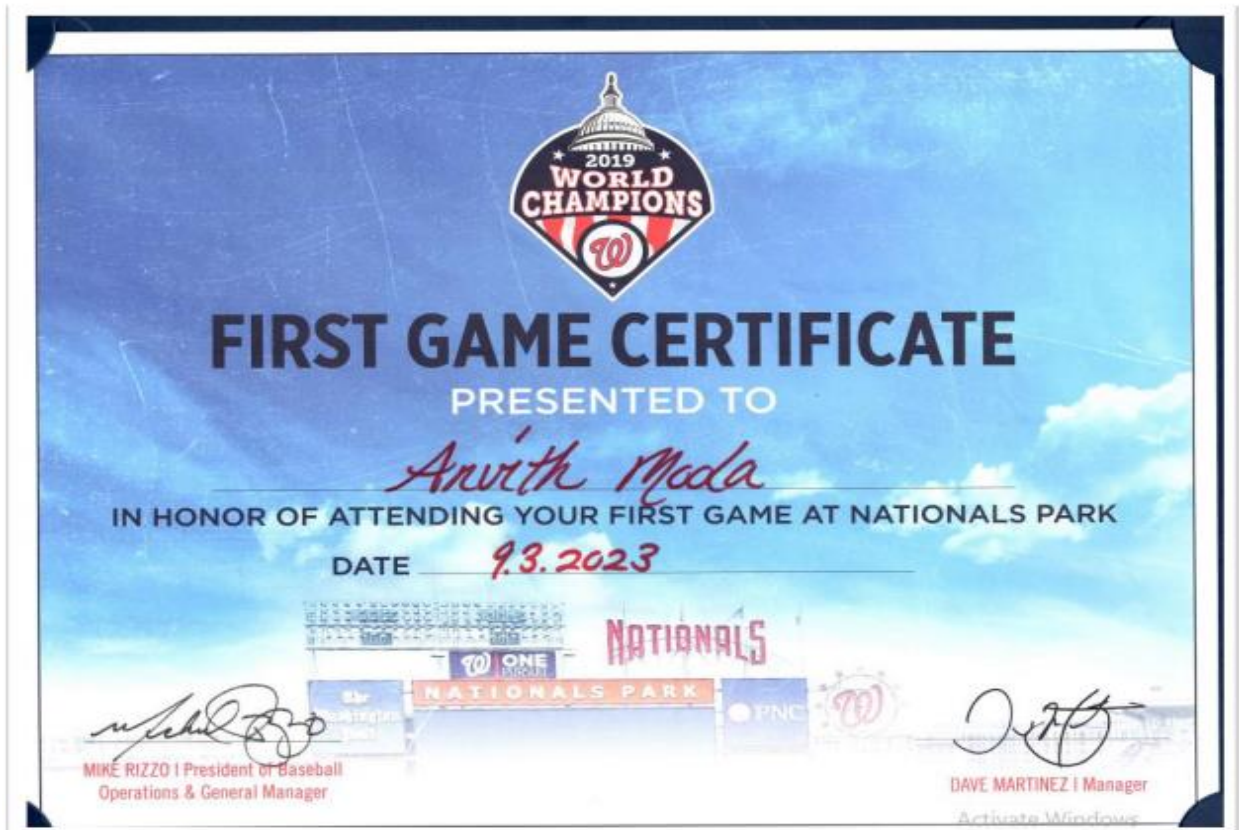 2019
WORLD
CHAMPIONS
W
FIRST GAME CERTIFICATE
PRESENTED TO
Anvith Moda
IN HONOR OF ATTENDING YOUR FIRST GAME AT NATIONALS PARK
DATE 9.3.2023
NATIONALS
W ONE
NATIONALS PARK
PNC
W
MIKE RIZZO | President of Baseball
Operations & General Manager
DAVE MARTINEZ | Manager
Activate Windows